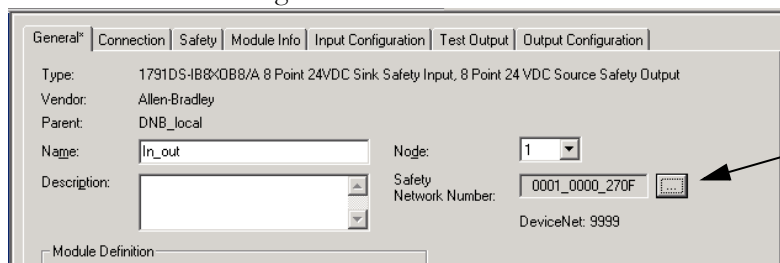 General* Connection Safety Module Info Input Configuration Test Output Output Configuration
Type: 1791DS-IB8XOB8/A 8 Point 24VDC Sink Safety Input, 8 Point 24 VDC Source Safety Output
Vendor: Allen-Bradley
Parent: DNB_local
Name: In_out Node: 1
Description: Safety Network Number: 0001_0000_270F ...
DeviceNet: 9999
Module Definition